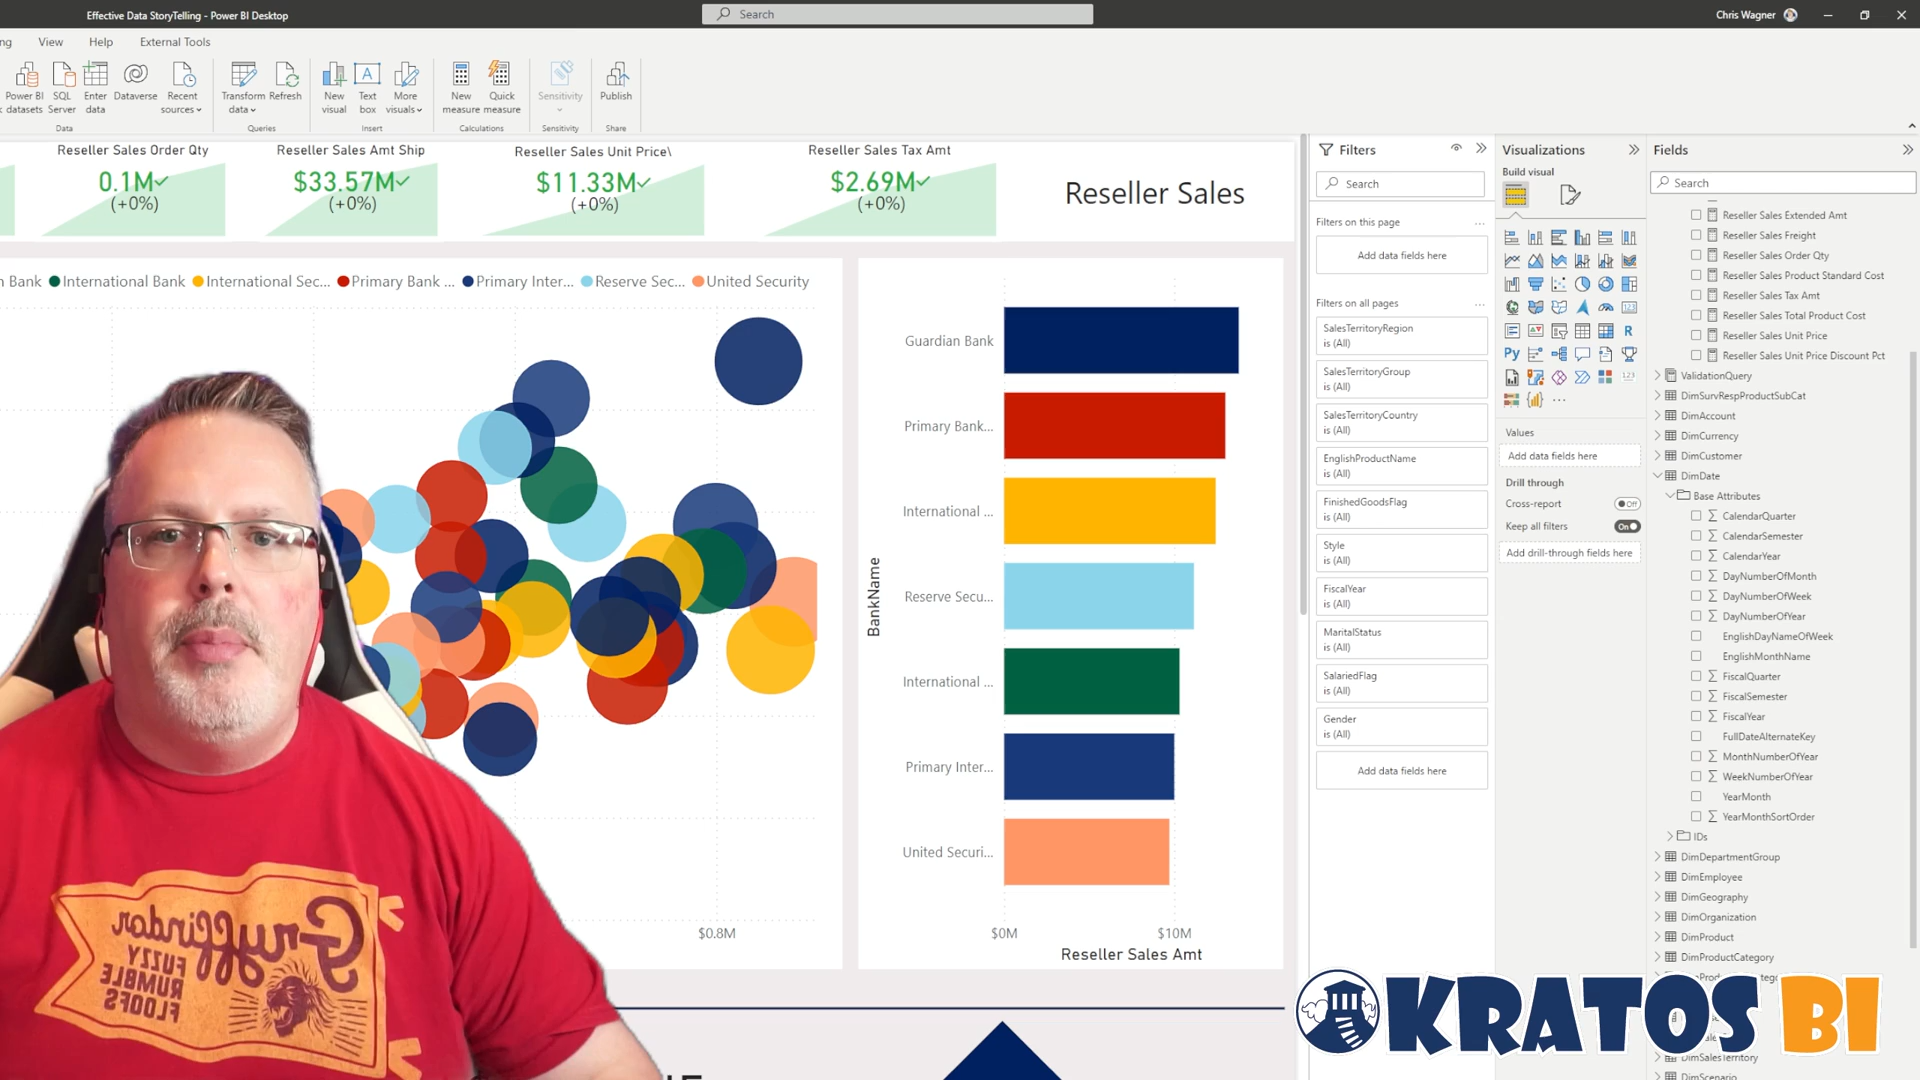 Effective Data StoryTelling - Power BI Desktop
Search
Chris Wagner
ng View Help External Tools
Power BI datasets
SQL Server
Enter data
Dataverse
Recent sources
Transform data
Refresh
New visual
Text box
More visuals
New measure
Quick measure
Sensitivity
Publish
Data
Queries
Insert
Calculations
Sensitivity
Share
Reseller Sales Order Qty
0.1M
(+0%)
Reseller Sales Amt Ship
$33.57M
(+0%)
Reseller Sales Unit Price\
$11.33M
(+0%)
Reseller Sales Tax Amt
$2.69M
(+0%)
Reseller Sales
n Bank International Bank International Sec... Primary Bank ... Primary Inter... Reserve Sec... United Security
$0.8M
BankName
Guardian Bank
Primary Bank...
International ...
Reserve Secu...
International ...
Primary Inter...
United Securi...
$0M
$10M
Reseller Sales Amt
Gryffindor
FUZZY
RUMBLE
FLOOFS
Filters
Search
Filters on this page
...
Add data fields here
Filters on all pages
...
SalesTerritoryRegion
is (All)
SalesTerritoryGroup
is (All)
SalesTerritoryCountry
is (All)
EnglishProductName
is (All)
FinishedGoodsFlag
is (All)
Style
is (All)
FiscalYear
is (All)
MaritalStatus
is (All)
SalariedFlag
is (All)
Gender
is (All)
Add data fields here
Visualizations
Build visual
R
Py
123
...
Values
Add data fields here
Drill through
Cross-report
Off
Keep all filters
On
Add drill-through fields here
Fields
Search
Reseller Sales Extended Amt
Reseller Sales Freight
Reseller Sales Order Qty
Reseller Sales Product Standard Cost
Reseller Sales Tax Amt
Reseller Sales Total Product Cost
Reseller Sales Unit Price
Reseller Sales Unit Price Discount Pct
ValidationQuery
DimSurvRespProductSubCat
DimAccount
DimCurrency
DimCustomer
DimDate
Base Attributes
CalendarQuarter
CalendarSemester
CalendarYear
DayNumberOfMonth
DayNumberOfWeek
DayNumberOfYear
EnglishDayNameOfWeek
EnglishMonthName
FiscalQuarter
FiscalSemester
FiscalYear
FullDateAlternateKey
MonthNumberOfYear
WeekNumberOfYear
YearMonth
YearMonthSortOrder
IDs
DimDepartmentGroup
DimEmployee
DimGeography
DimOrganization
DimProduct
DimProductCategory
DimSalesTerritory
DimScenario
KRATOS BI